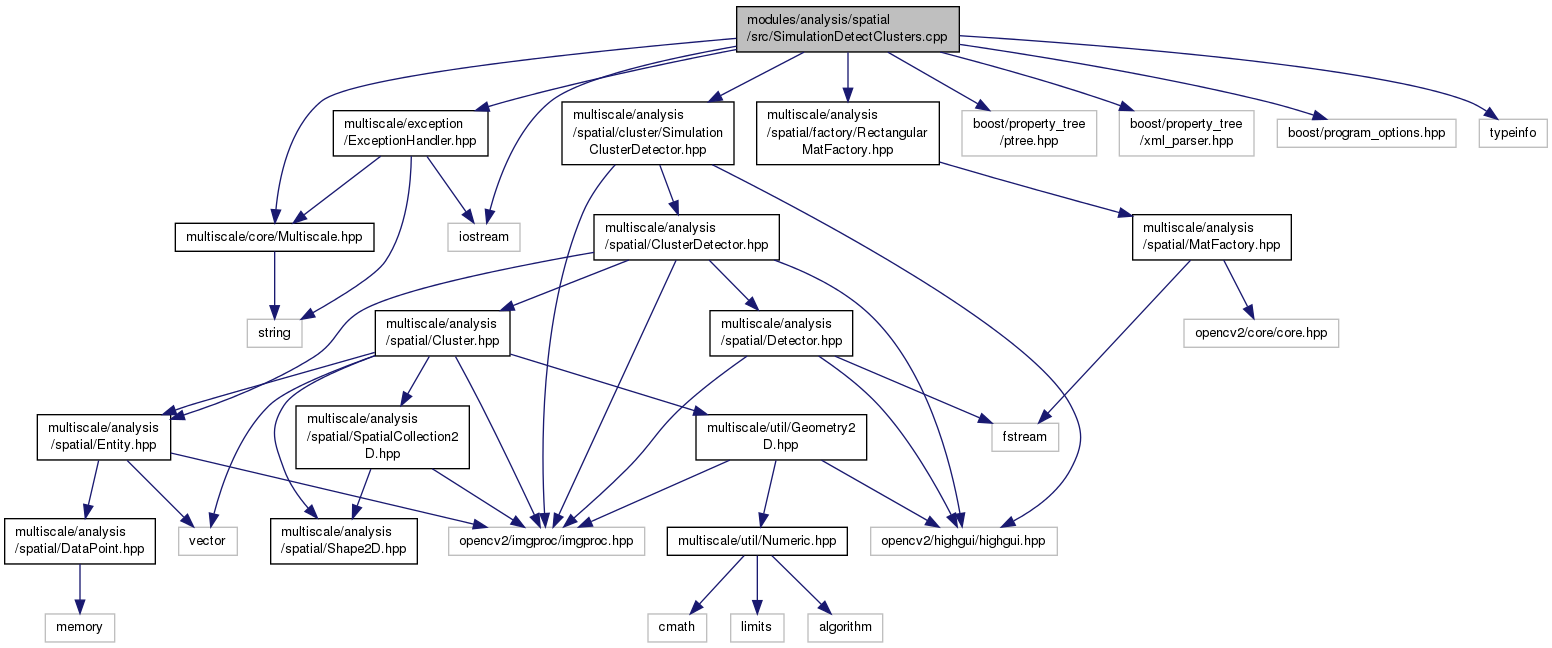 modules/analysis/spatial
/src/SimulationDetectClusters.cpp
multiscale/exception
/ExceptionHandler.hpp
multiscale/analysis
/spatial/cluster/Simulation
ClusterDetector.hpp
multiscale/analysis
/spatial/factory/Rectangular
MatFactory.hpp
boost/property_tree
/ptree.hpp
boost/property_tree
/xml_parser.hpp
boost/program_options.hpp
typeinfo
multiscale/core/Multiscale.hpp
iostream
multiscale/analysis
/spatial/ClusterDetector.hpp
multiscale/analysis
/spatial/MatFactory.hpp
string
multiscale/analysis
/spatial/Cluster.hpp
multiscale/analysis
/spatial/Detector.hpp
opencv2/core/core.hpp
multiscale/analysis
/spatial/Entity.hpp
multiscale/analysis
/spatial/SpatialCollection2
D.hpp
multiscale/util/Geometry2
D.hpp
fstream
multiscale/analysis
/spatial/DataPoint.hpp
vector
multiscale/analysis
/spatial/Shape2D.hpp
opencv2/imgproc/imgproc.hpp
multiscale/util/Numeric.hpp
opencv2/highgui/highgui.hpp
memory
cmath
limits
algorithm